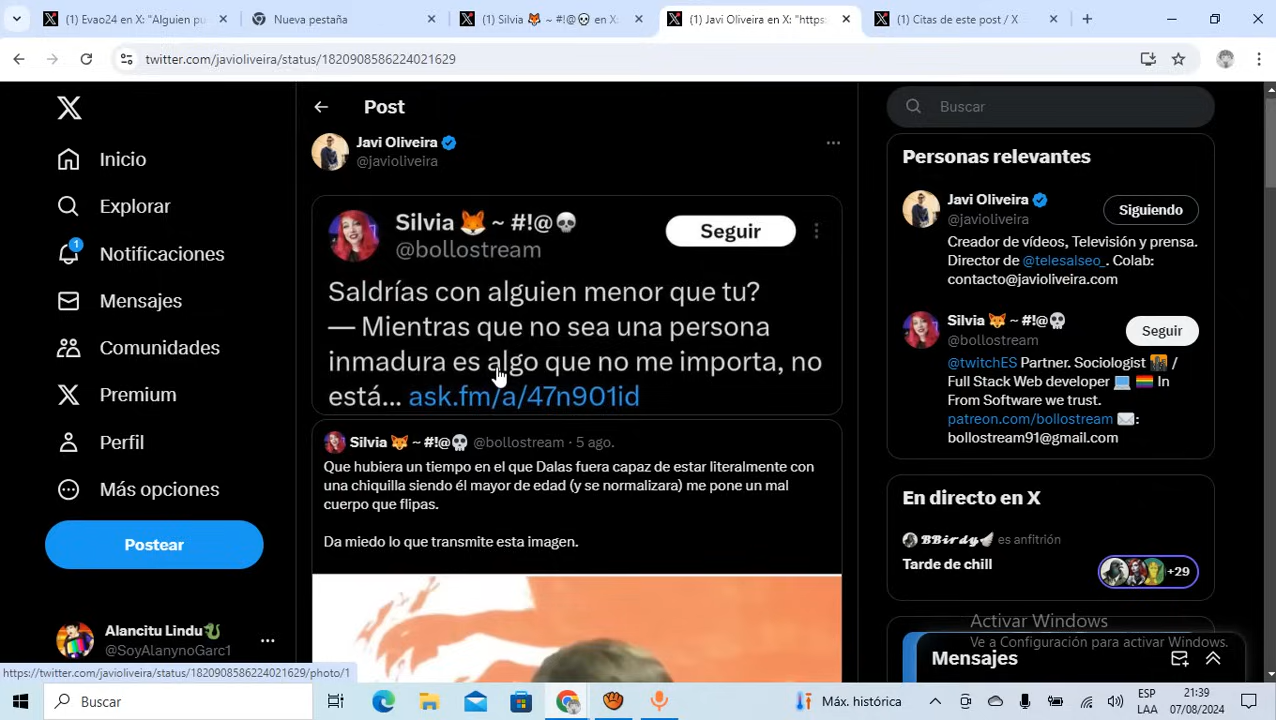 (1) Evo24 en X: "Alguien pu
Nueva pestaña
(1) Silvia 🦊 ~ #!@💀 en X:
(1) Javi Oliveira en X: "https:
(1) Citas de este post / X
twitter.com/javioliveira/status/1820908586224021629
Inicio
Explorar
1
Notificaciones
Mensajes
Comunidades
Premium
Perfil
Más opciones
Postear
Alancitu Lindu🐉
@SoyAlanynoGarc1
Post
Javi Oliveira
@javioliveira
Silvia 🦊 ~ #!@💀
@bollostream
Seguir
Saldrías con alguien menor que tu?
— Mientras que no sea una persona
inmadura es algo que no me importa, no
está... ask.fm/a/47n901id
Silvia 🦊 ~ #!@💀 @bollostream · 5 ago.
Que hubiera un tiempo en el que Dalas fuera capaz de estar literalmente con
una chiquilla siendo él mayor de edad (y se normalizara) me pone un mal
cuerpo que flipas.
Da miedo lo que transmite esta imagen.
Buscar
Personas relevantes
Javi Oliveira
@javioliveira
Siguiendo
Creador de vídeos, Televisión y prensa.
Director de @telesalseo_. Colab:
contacto@javioliveira.com
Silvia 🦊 ~ #!@💀
@bollostream
Seguir
@twitchES Partner. Sociologist /
Full Stack Web developer 💻 🏳️‍🌈 In
From Software we trust.
patreon.com/bollostream ✉️:
bollostream91@gmail.com
En directo en X
𝓑𝓑𝓲𝓻𝓭𝔂 es anfitrión
Tarde de chill
+29
Activar Windows
Ve a Configuración para activar Windows.
Mensajes
https://twitter.com/javioliveira/status/1820908586224021629/photo/1
Buscar
Máx. histórica
ESP
LAA
21:39
07/08/2024